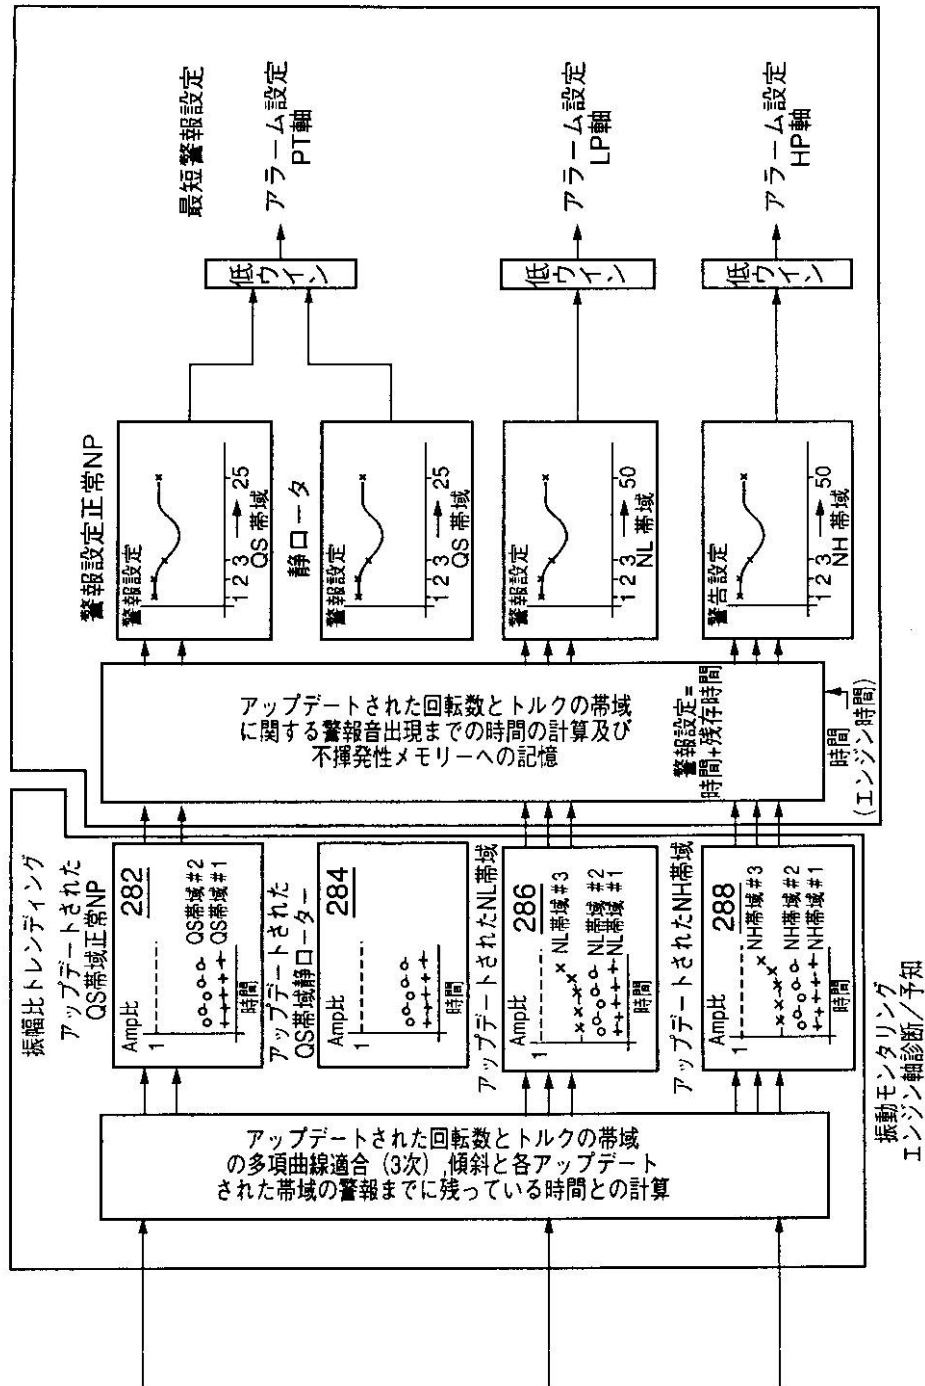 振幅比トレンディング
アップデートされた
QS帯域正常NP
Amp比
282
1
QS帯域#2
QS帯域#1
時間
アップデートされた
QS帯域静ローター
Amp比
284
1
時間
アップデートされたNL帯域
Amp比
286
1
NL帯域#3
NL帯域#2
NL帯域#1
時間
アップデートされたNH帯域
Amp比
288
1
NH帯域#3
NH帯域#2
NH帯域#1
時間
アップデートされた回転数とトルクの帯域
の多項曲線適合(3次),傾斜と各アップデート
された帯域の警報までに残っている時間との計算
振動モンタリング
エンジン軸診断/予知
アップデートされた回転数とトルクの帯域
に関する警報音出現までの時間の計算及び
不揮発性メモリーへの記憶
警報設定=
時間+残存時間
時間
(エンジン時間)
警報設定正常NP
警報設定
1 2 3 25
QS 帯域
静ロータ
警報設定
1 2 3 25
QS 帯域
警報設定
1 2 3 50
NL 帯域
警告設定
1 2 3 50
NH 帯域
低ウイン
低ウイン
低ウイン
最短警報設定
アラーム設定
PT軸
アラーム設定
LP軸
アラーム設定
HP軸